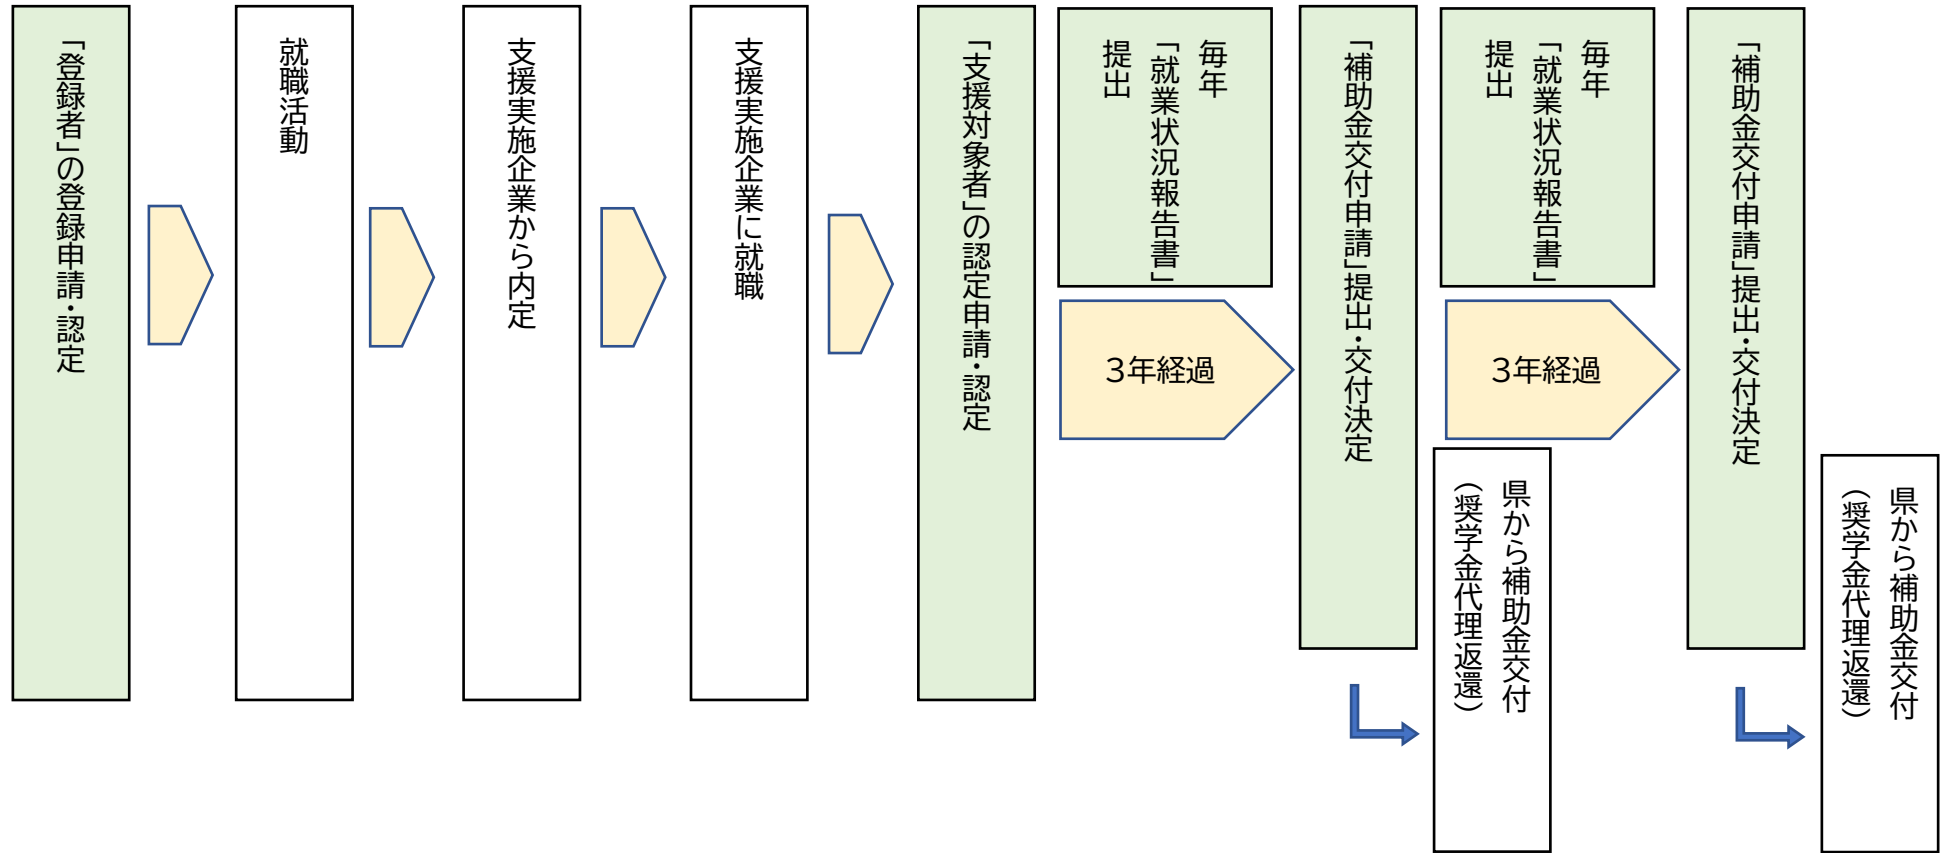 「登録者」の登録申請・認定
就職活動
支援実施企業から内定
支援実施企業に就職
「支援対象者」の認定申請・認定
毎年
「就業状況報告書」
提出
３年経過
「補助金交付申請」提出・交付決定
県から補助金交付
（奨学金代理返還）
毎年
「就業状況報告書」
提出
３年経過
「補助金交付申請」提出・交付決定
県から補助金交付
（奨学金代理返還）